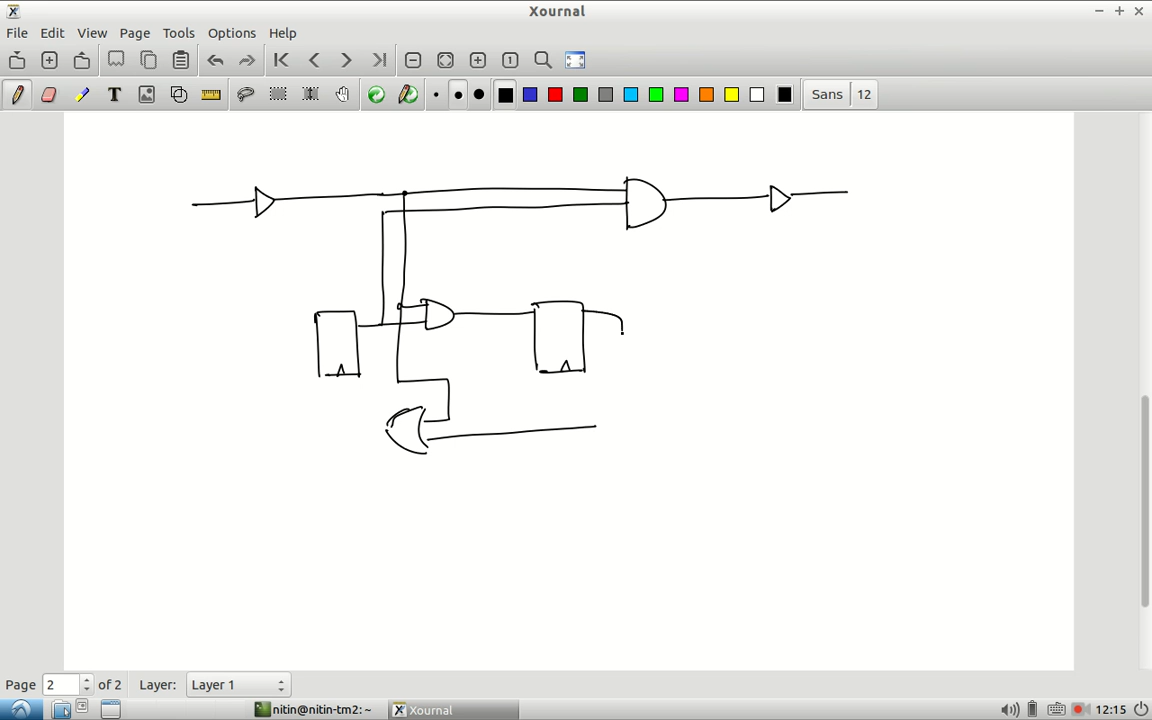 Xournal
File Edit View Page Tools Options Help
T Sans 12
Page 2 of 2 Layer: Layer 1
nitin@nitin-tm2: ~ Xournal 12:15